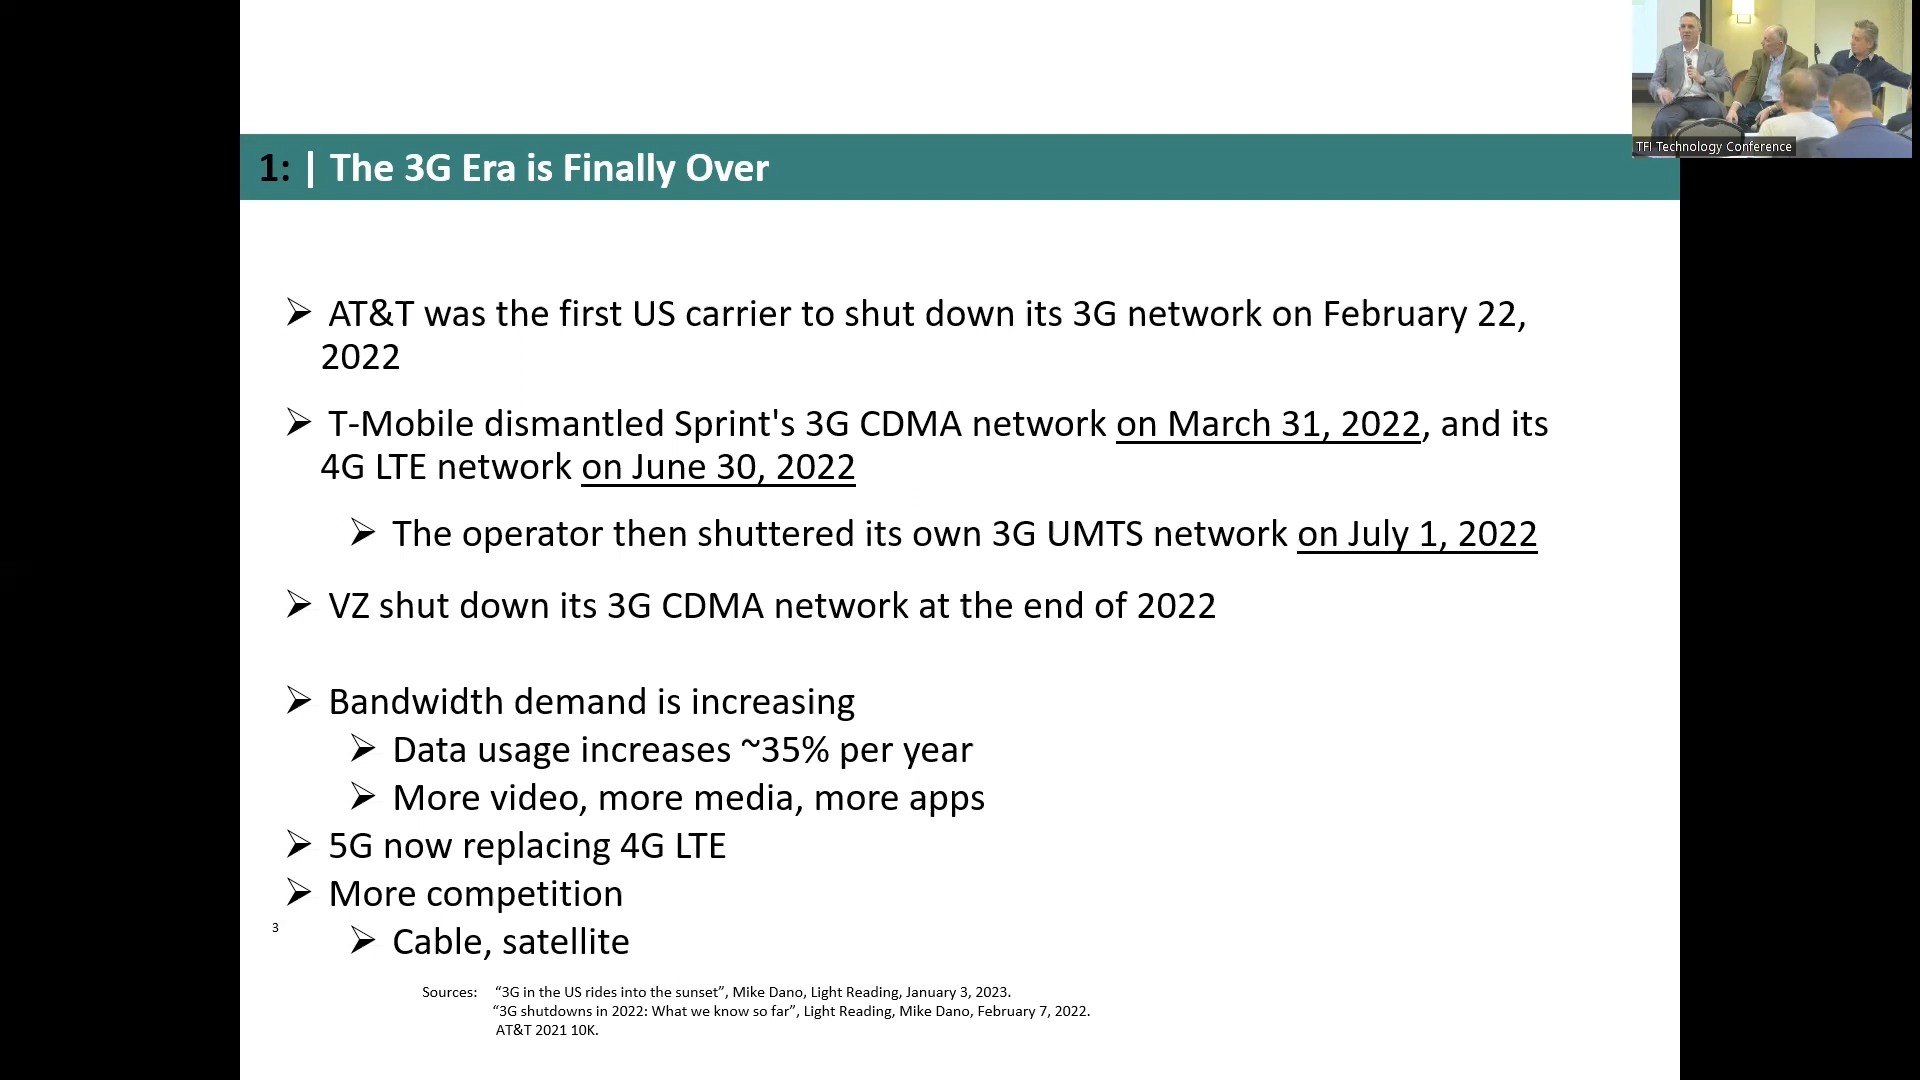 TFI Technology Conference
1: | The 3G Era is Finally Over
AT&T was the first US carrier to shut down its 3G network on February 22,
2022
T-Mobile dismantled Sprint's 3G CDMA network on March 31, 2022, and its
4G LTE network on June 30, 2022
The operator then shuttered its own 3G UMTS network on July 1, 2022
VZ shut down its 3G CDMA network at the end of 2022
Bandwidth demand is increasing
Data usage increases ~35% per year
More video, more media, more apps
5G now replacing 4G LTE
More competition
3
Cable, satellite
Sources: “3G in the US rides into the sunset”, Mike Dano, Light Reading, January 3, 2023.
“3G shutdowns in 2022: What we know so far”, Light Reading, Mike Dano, February 7, 2022.
AT&T 2021 10K.